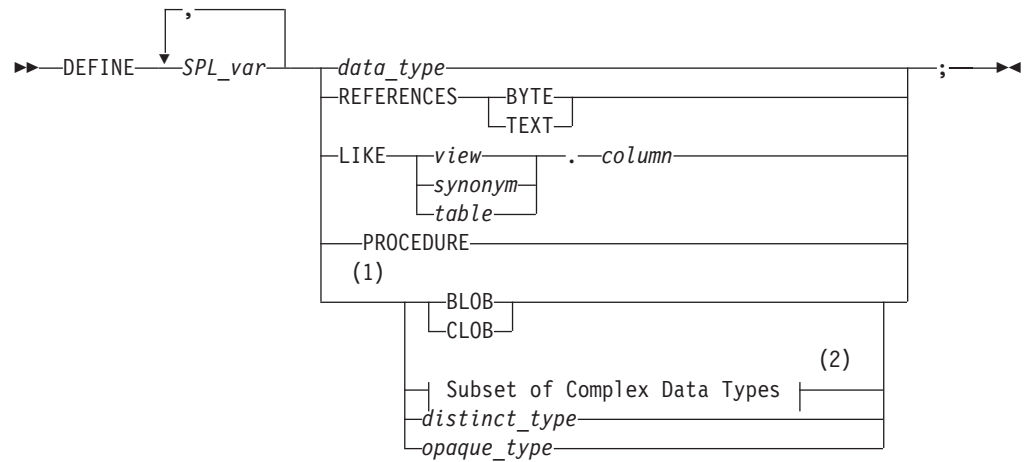 ,
DEFINE SPL_var data_type ;
REFERENCES BYTE
TEXT
LIKE view . column
synonym
table
PROCEDURE
(1)
BLOB
CLOB
(2)
Subset of Complex Data Types
distinct_type
opaque_type